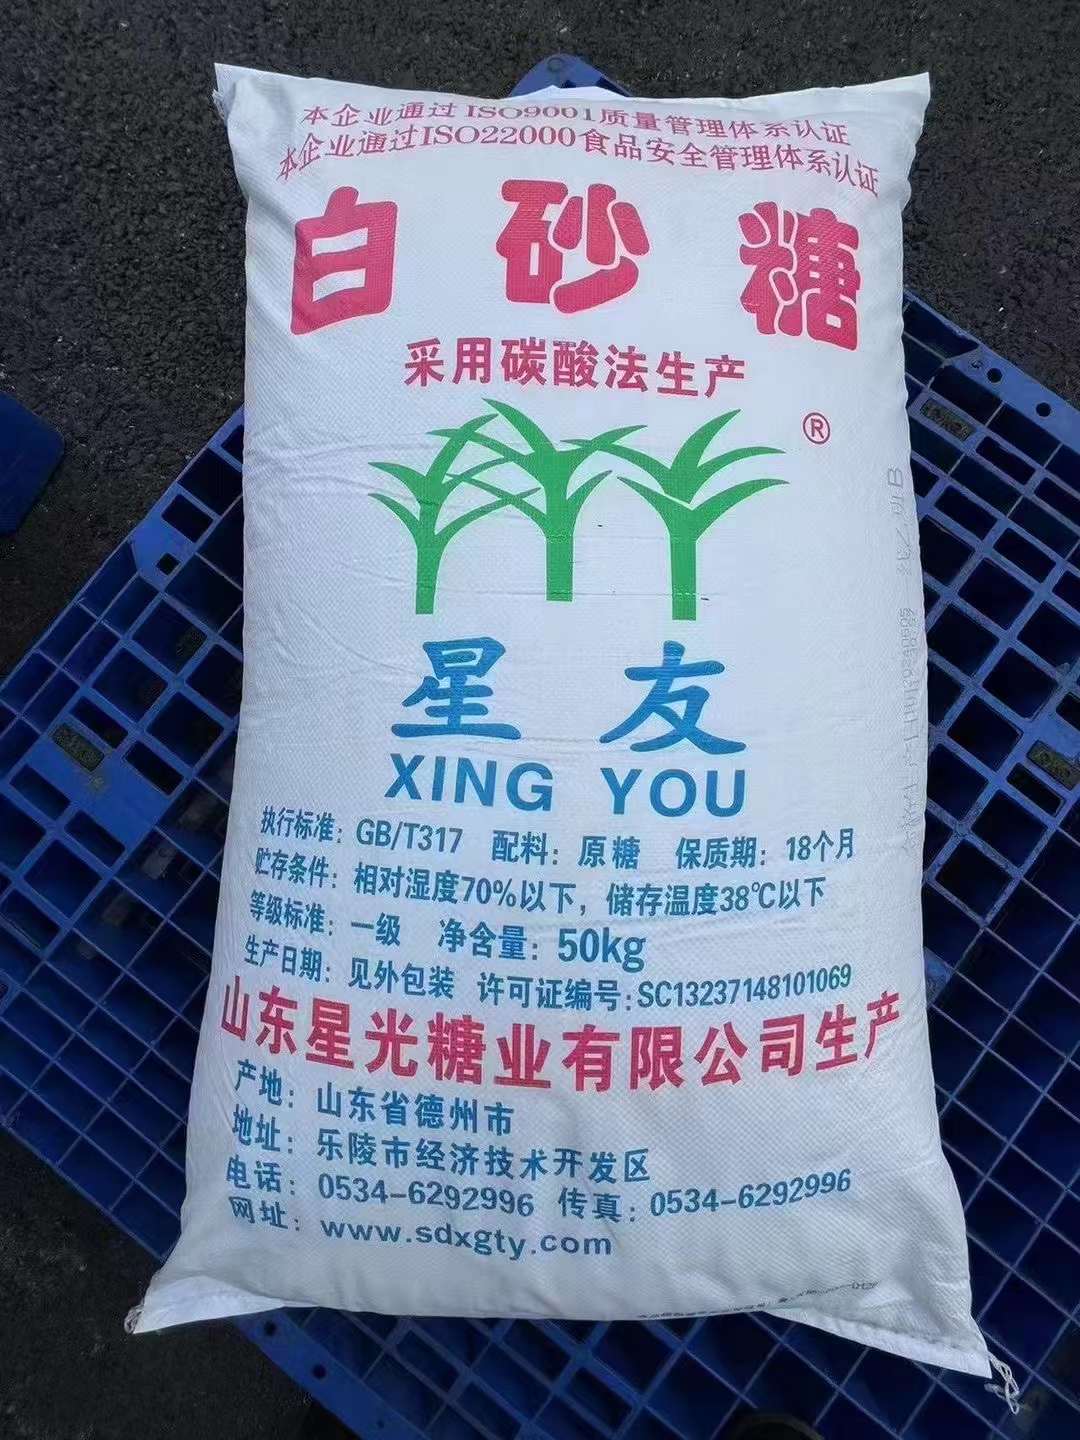 本企业通过ISO9001质量管理体系认证
本企业通过ISO22000食品安全管理体系认证
白砂糖
采用碳酸法生产
®
星友
XING YOU
执行标准：GB/T317 配料：原糖 保质期：18个月
贮存条件：相对湿度70%以下，储存温度38℃以下
等级标准：一级 净含量：50kg
生产日期：见外包装 许可证编号：SC13237148101069
山东星光糖业有限公司生产
产地：山东省德州市
地址：乐陵市经济技术开发区
电话：0534-6292996 传真：0534-6292996
网址：www.sdxgty.com